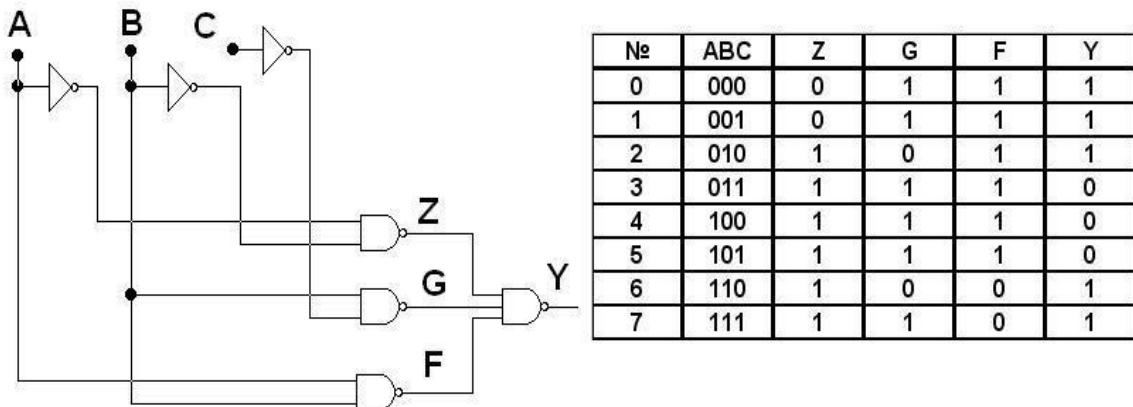 A B C
Z
G Y
F
№ ABC Z G F Y
0 000 0 1 1 1
1 001 0 1 1 1
2 010 1 0 1 1
3 011 1 1 1 0
4 100 1 1 1 0
5 101 1 1 1 0
6 110 1 0 0 1
7 111 1 1 0 1